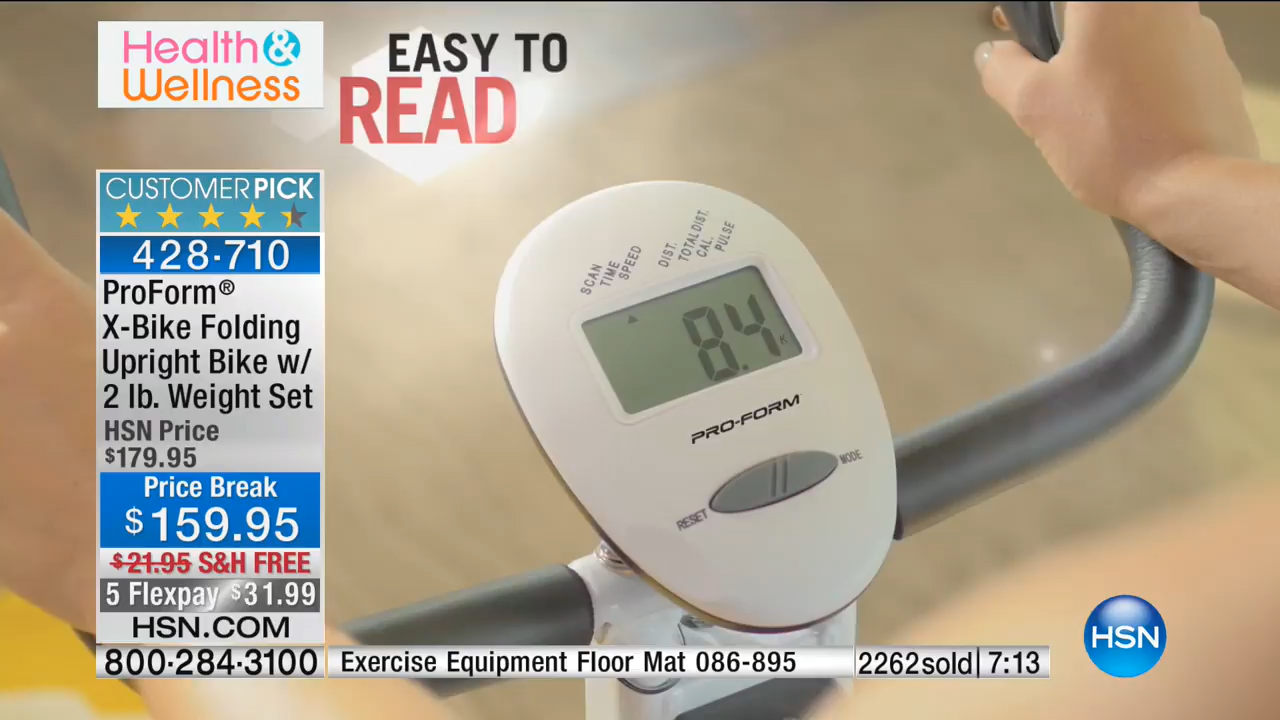 Health &
Wellness
EASY TO
READ
CUSTOMER PICK
428-710
ProForm®
X-Bike Folding
Upright Bike w/
2 lb. Weight Set
HSN Price
$179.95
Price Break
$159.95
$21.95 S&H FREE
5 Flexpay $31.99
HSN.COM
800-284-3100
Exercise Equipment Floor Mat 086-895
2262sold
7:13
HSN
SCAN
TIME
SPEED
DIST.
TOTAL DIST.
CAL.
PULSE
8.4
K
PRO-FORM
MODE
RESET